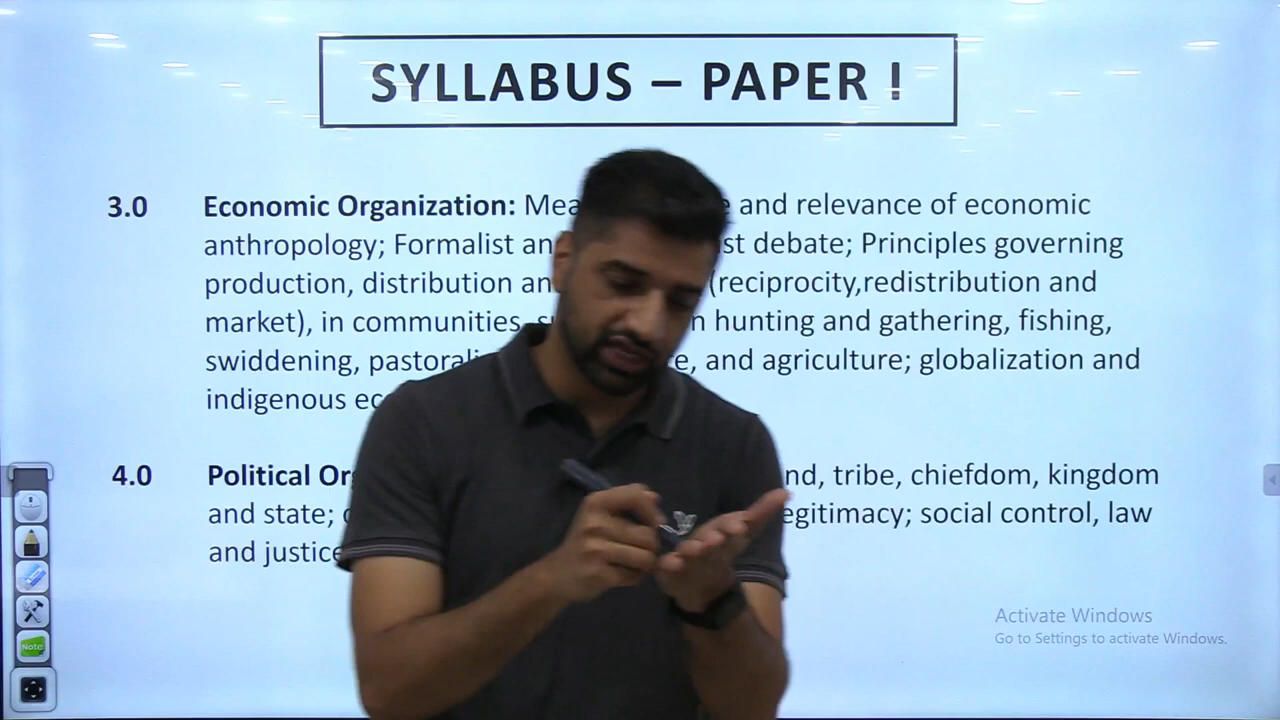 SYLLABUS – PAPER I
3.0 Economic Organization: Mea and relevance of economic
anthropology; Formalist an st debate; Principles governing
production, distribution an (reciprocity,redistribution and
market), in communities, n hunting and gathering, fishing,
swiddening, pastoral e, and agriculture; globalization and
indigenous ec
4.0 Political Or nd, tribe, chiefdom, kingdom
and state; egitimacy; social control, law
and justice
Activate Windows
Go to Settings to activate Windows.
Note